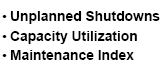 • Unplanned Shutdowns
• Capacity Utilization
• Maintenance Index